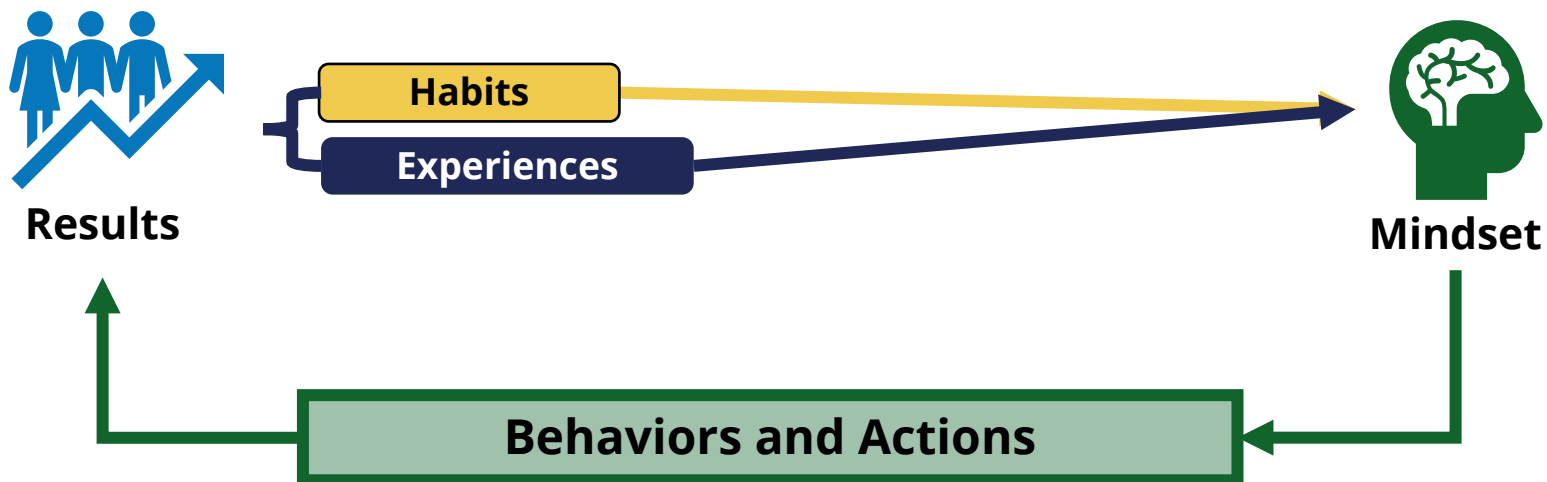 Habits
Experiences
Results
Mindset
Behaviors and Actions